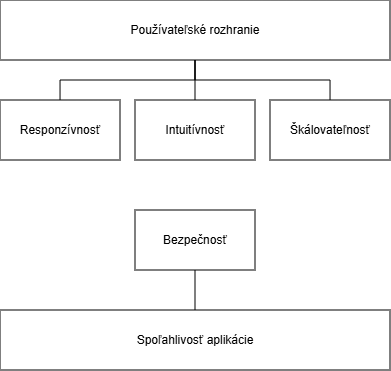 Používateľské rozhranie
Responzívnosť
Intuitívnosť
Škálovateľnosť
Bezpečnosť
Spoľahlivosť aplikácie